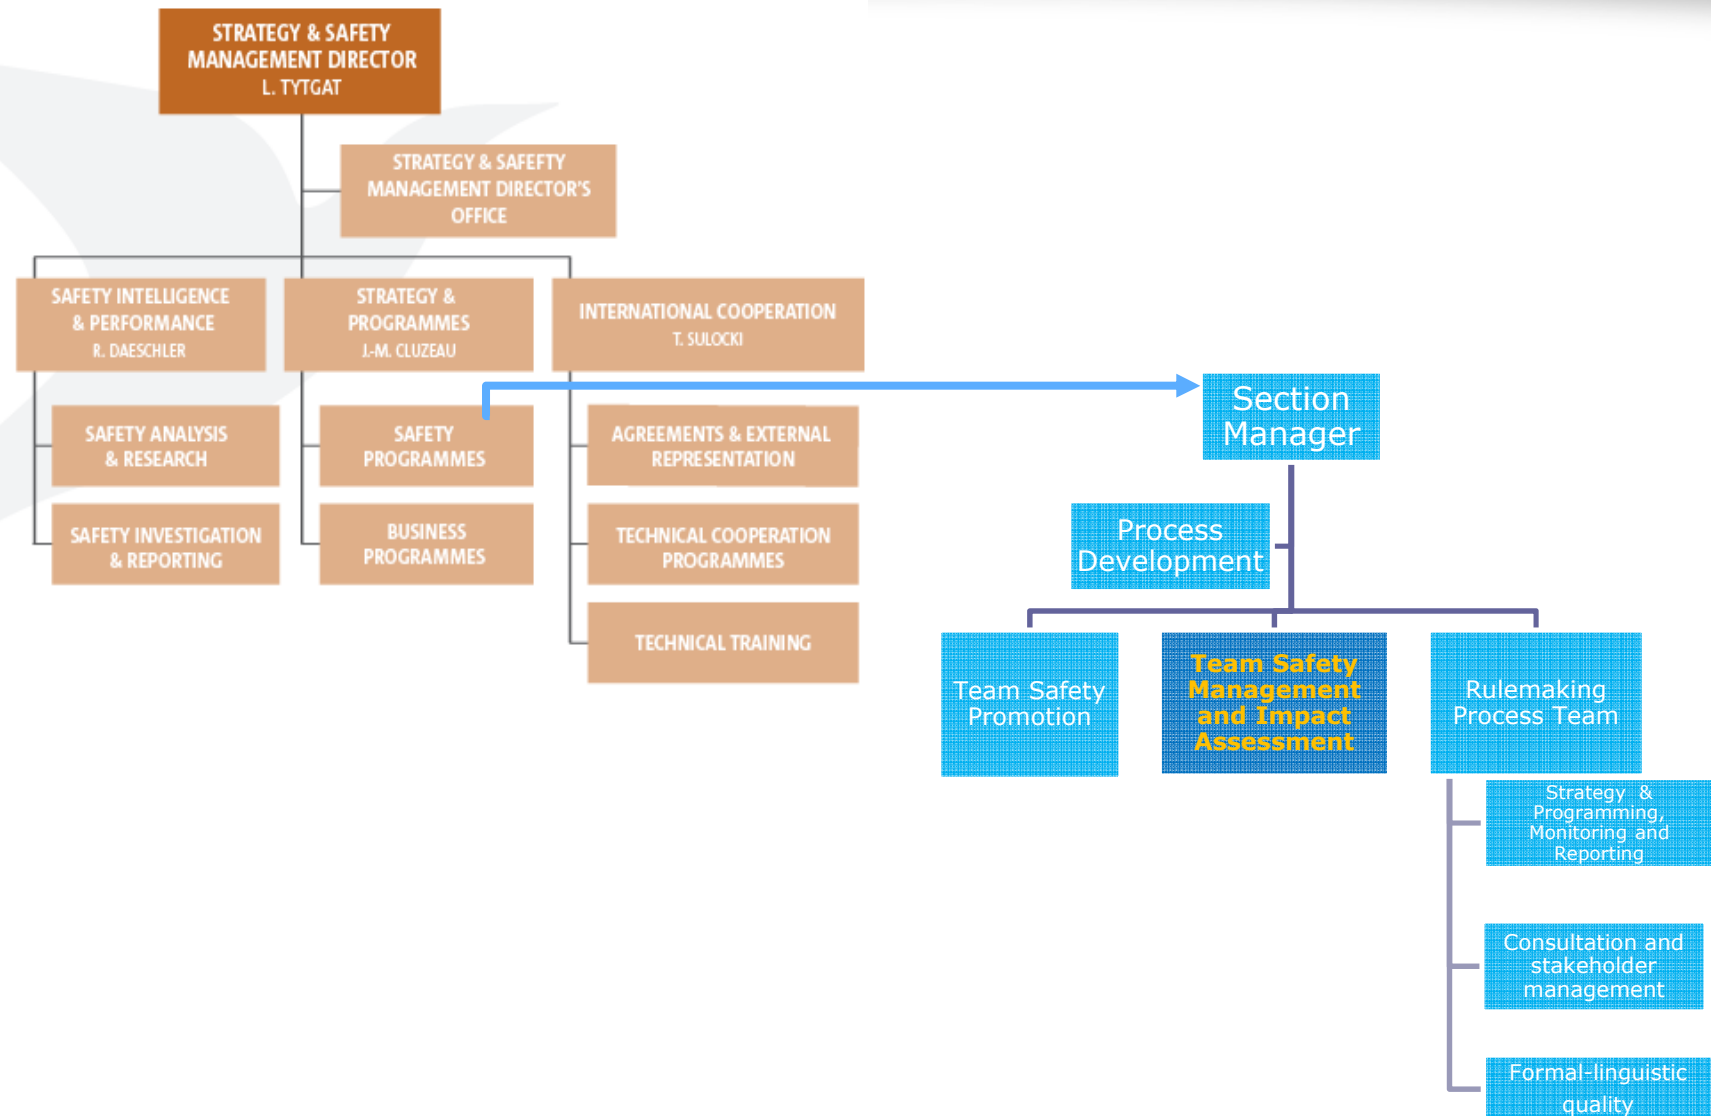 STRATEGY & SAFETY
MANAGEMENT DIRECTOR
L. TYTGAT
STRATEGY & SAFEFTY
MANAGEMENT DIRECTOR'S
OFFICE
SAFETY INTELLIGENCE
& PERFORMANCE
R. DAESCHLER
STRATEGY &
PROGRAMMES
J.-M. CLUZEAU
INTERNATIONAL COOPERATION
T. SULOCKI
SAFETY ANALYSIS
& RESEARCH
SAFETY
PROGRAMMES
AGREEMENTS & EXTERNAL
REPRESENTATION
SAFETY INVESTIGATION
& REPORTING
BUSINESS
PROGRAMMES
TECHNICAL COOPERATION
PROGRAMMES
TECHNICAL TRAINING
Section
Manager
Process
Development
Team Safety
Promotion
Team Safety
Management
and Impact
Assessment
Rulemaking
Process Team
Strategy &
Programming,
Monitoring and
Reporting
Consultation and
stakeholder
management
Formal-linguistic
quality